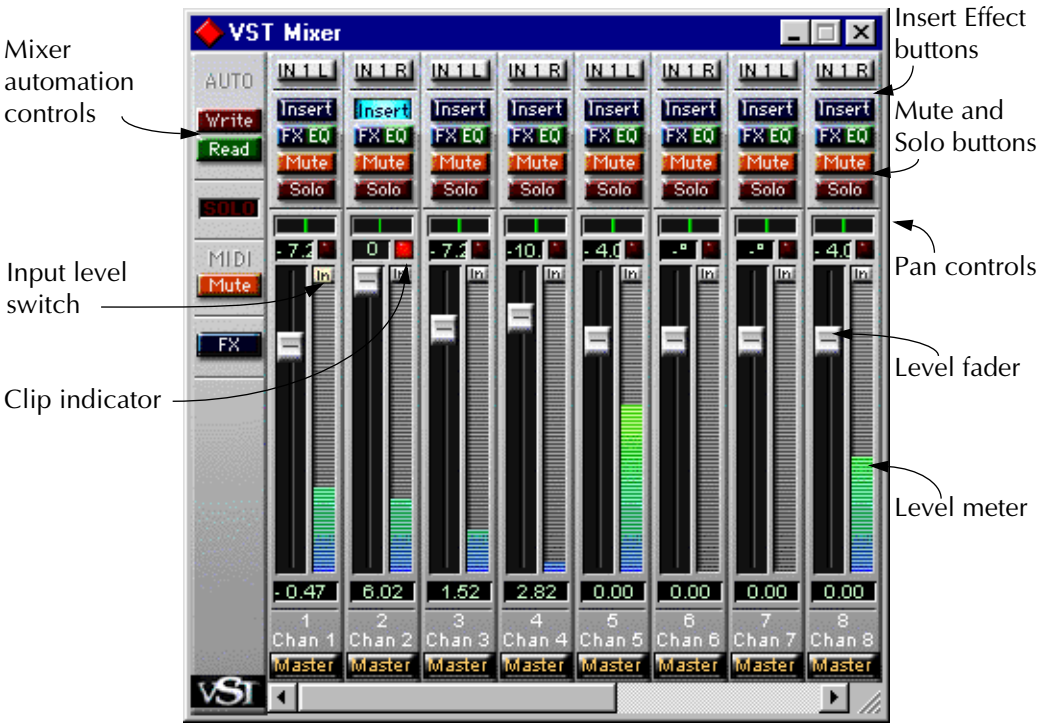 Mixer
automation
controls
Input level
switch
Clip indicator
VST Mixer
AUTO
Write
Read
SOLO
MIDI
Mute
FX
VST
IN 1 L IN 1 R IN 1 L IN 1 R IN 1 L IN 1 R IN 1 L IN 1 R
Insert Insert Insert Insert Insert Insert Insert Insert
FX EQ FX EQ FX EQ FX EQ FX EQ FX EQ FX EQ FX EQ
Mute Mute Mute Mute Mute Mute Mute Mute
Solo Solo Solo Solo Solo Solo Solo Solo
- 7.2 0 - 7.2 -10. - 4.0 -.° -.° - 4.0
In In In In In In In In
- 0.47 6.02 1.52 2.82 0.00 0.00 0.00 0.00
1 2 3 4 5 6 7 8
Chan 1 Chan 2 Chan 3 Chan 4 Chan 5 Chan 6 Chan 7 Chan 8
Master Master Master Master Master Master Master Master
Insert Effect
buttons
Mute and
Solo buttons
Pan controls
Level fader
Level meter